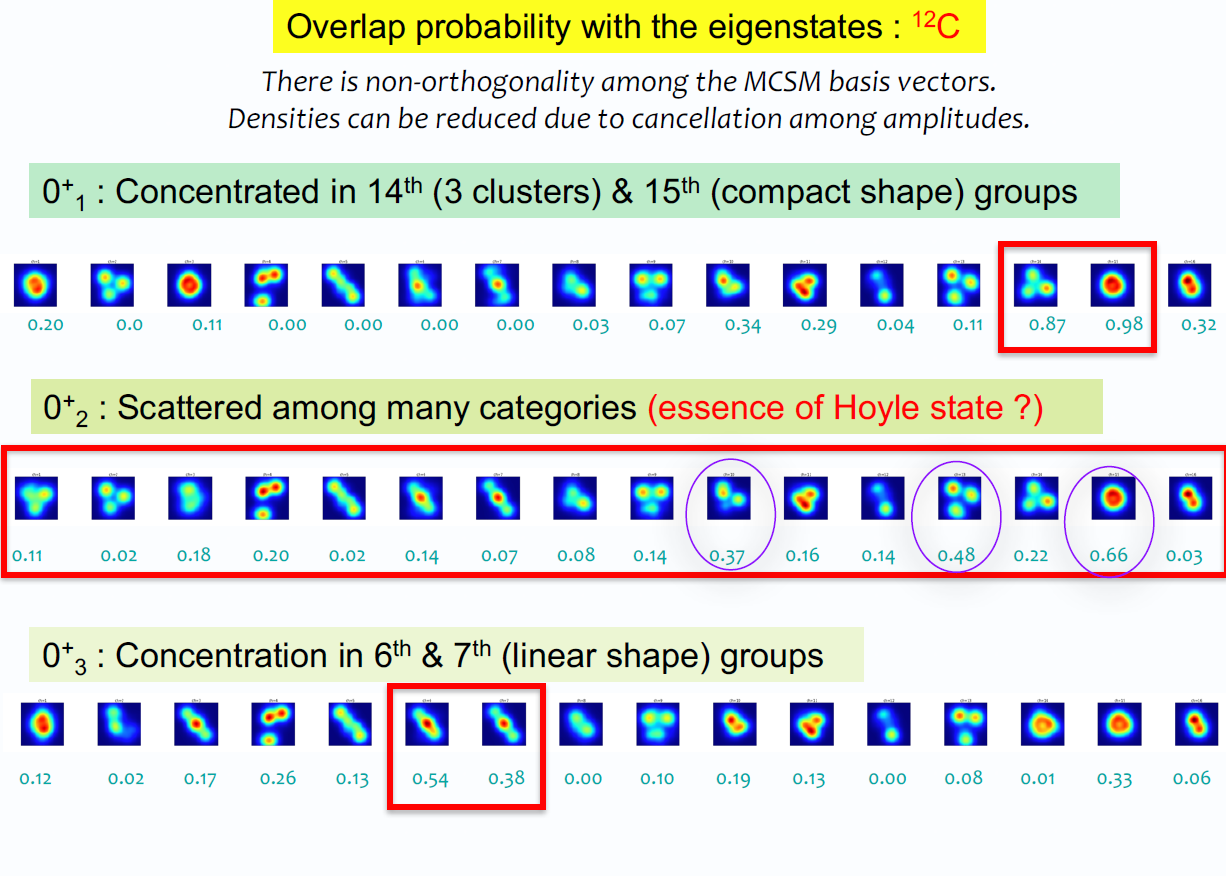 Overlap probability with the eigenstates : ¹²C
There is non-orthogonality among the MCSM basis vectors.
Densities can be reduced due to cancellation among amplitudes.
0⁺₁ : Concentrated in 14ᵗʰ (3 clusters) & 15ᵗʰ (compact shape) groups
0.20 0.0 0.11 0.00 0.00 0.00 0.00 0.03 0.07 0.34 0.29 0.04 0.11 0.87 0.98 0.32
0⁺₂ : Scattered among many categories (essence of Hoyle state ?)
0.11 0.02 0.18 0.20 0.02 0.14 0.07 0.08 0.14 0.37 0.16 0.14 0.48 0.22 0.66 0.03
0⁺₃ : Concentration in 6ᵗʰ & 7ᵗʰ (linear shape) groups
0.12 0.02 0.17 0.26 0.13 0.54 0.38 0.00 0.10 0.19 0.13 0.00 0.08 0.01 0.33 0.06